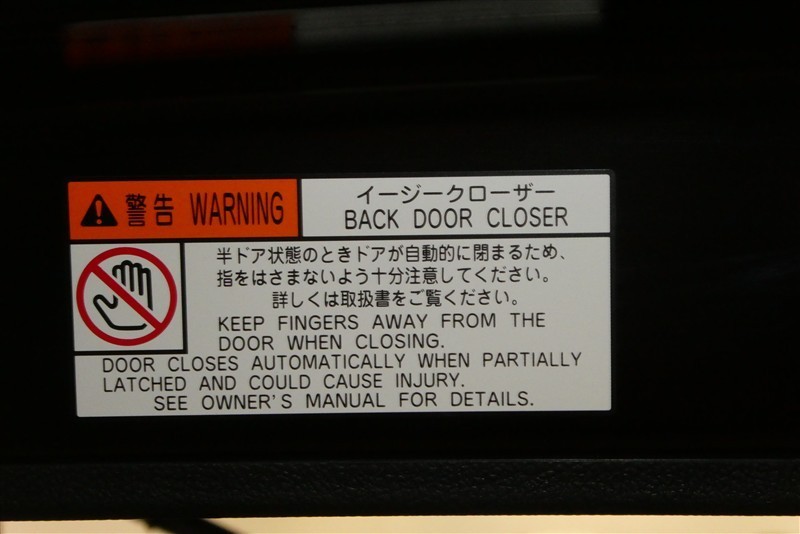 警告 WARNING
イージークローザー
BACK DOOR CLOSER
半ドア状態のときドアが自動的に閉まるため、
指をはさまないよう十分注意してください。
詳しくは取扱書をご覧ください。
KEEP FINGERS AWAY FROM THE
DOOR WHEN CLOSING.
DOOR CLOSES AUTOMATICALLY WHEN PARTIALLY
LATCHED AND COULD CAUSE INJURY.
SEE OWNER'S MANUAL FOR DETAILS.